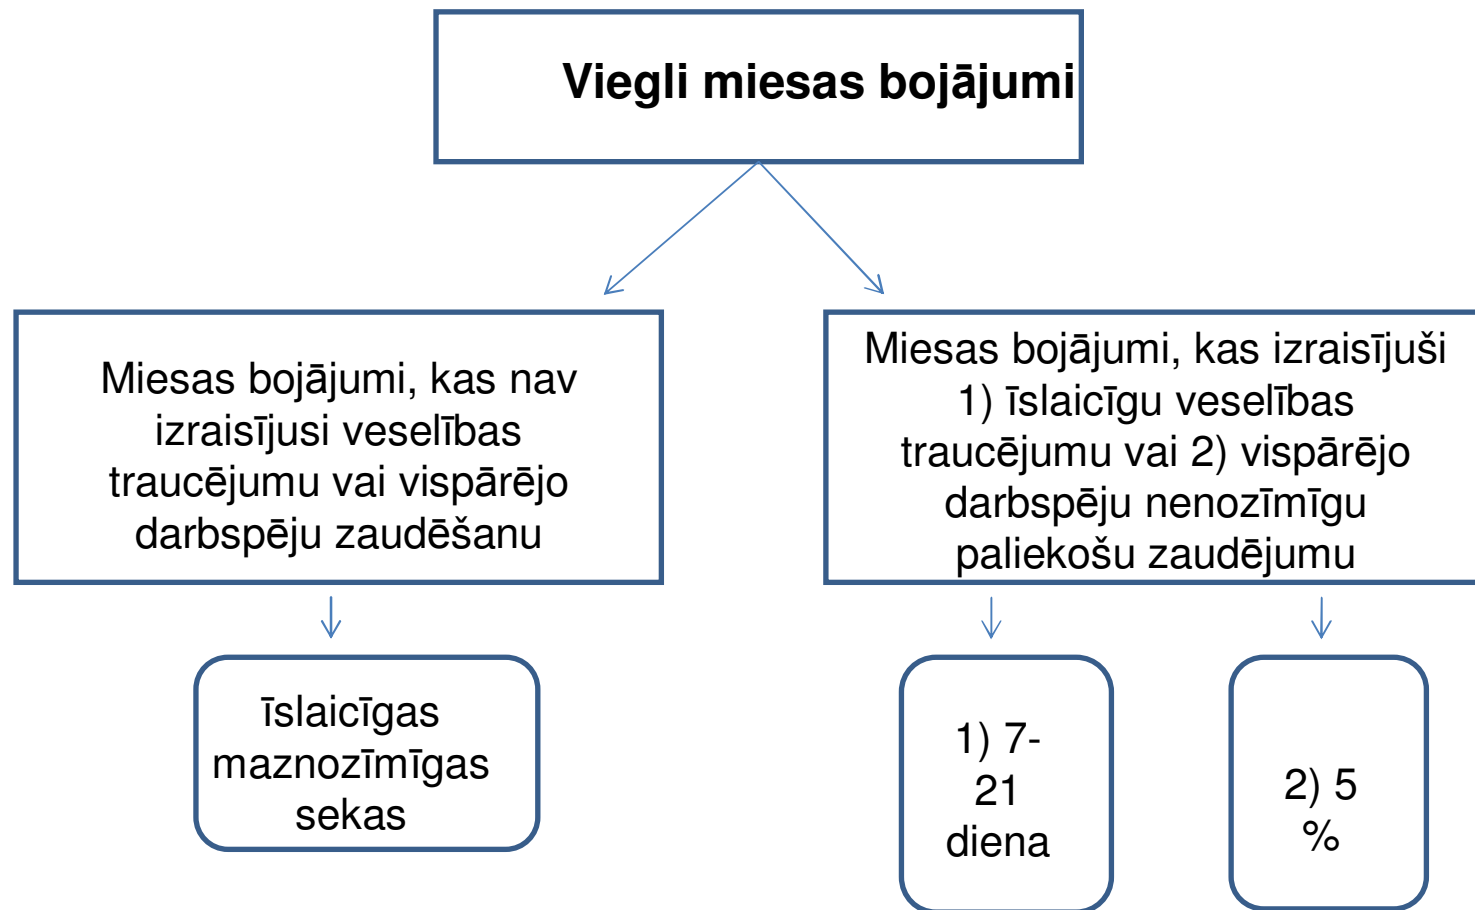 Viegli miesas bojājumi
Miesas bojājumi, kas nav
izraisījusi veselības
traucējumu vai vispārējo
darbspēju zaudēšanu
Miesas bojājumi, kas izraisījuši
1) īslaicīgu veselības
traucējumu vai 2) vispārējo
darbspēju nenozīmīgu
paliekošu zaudējumu
īslaicīgas
maznozīmīgas
sekas
1) 7-
21
diena
2) 5
%